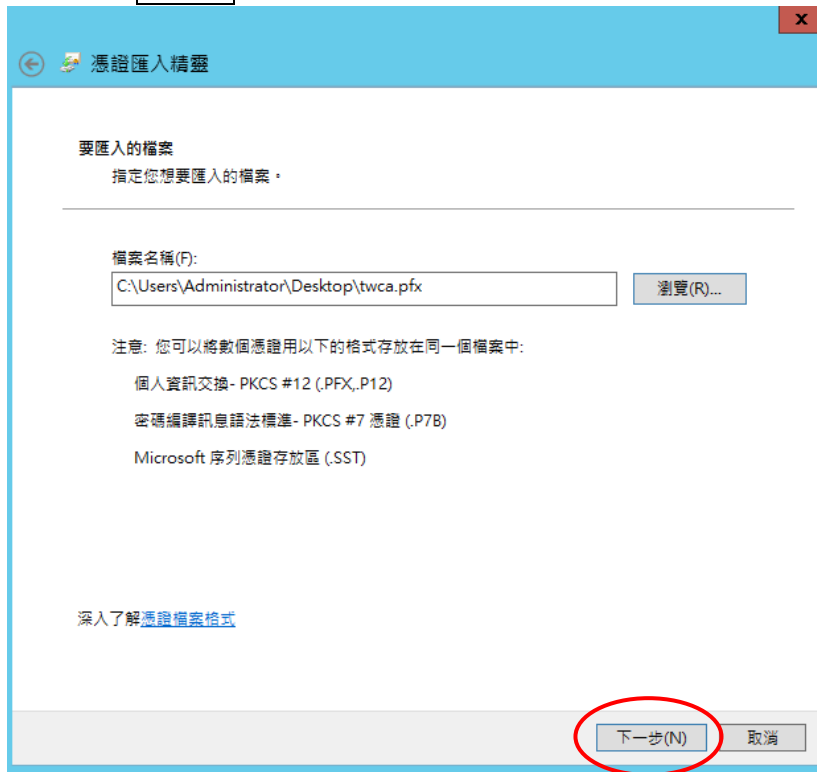 憑證匯入精靈
要匯入的檔案
指定您想要匯入的檔案。
檔案名稱(F):
C:\Users\Administrator\Desktop\twca.pfx
瀏覽(R)...
注意: 您可以將數個憑證用以下的格式存放在同一個檔案中:
個人資訊交換- PKCS #12 (.PFX,.P12)
密碼編譯訊息語法標準- PKCS #7 憑證 (.P7B)
Microsoft 序列憑證存放區 (.SST)
深入了解憑證檔案格式
下一步(N)
取消